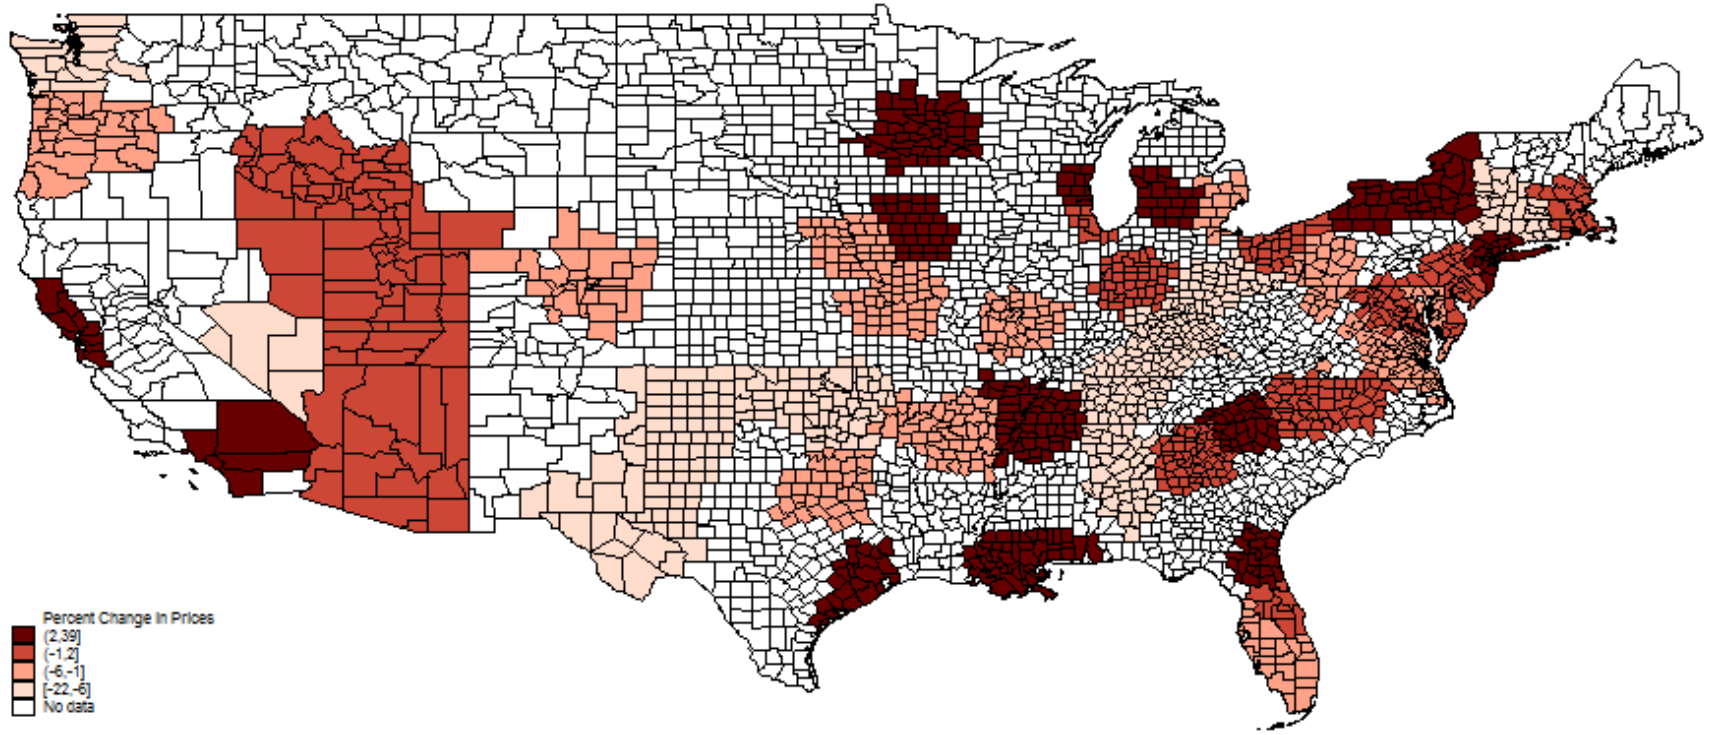 Percent Change in Prices
(2,39]
(-1,2]
(-6,-1]
[-22,-6]
No data